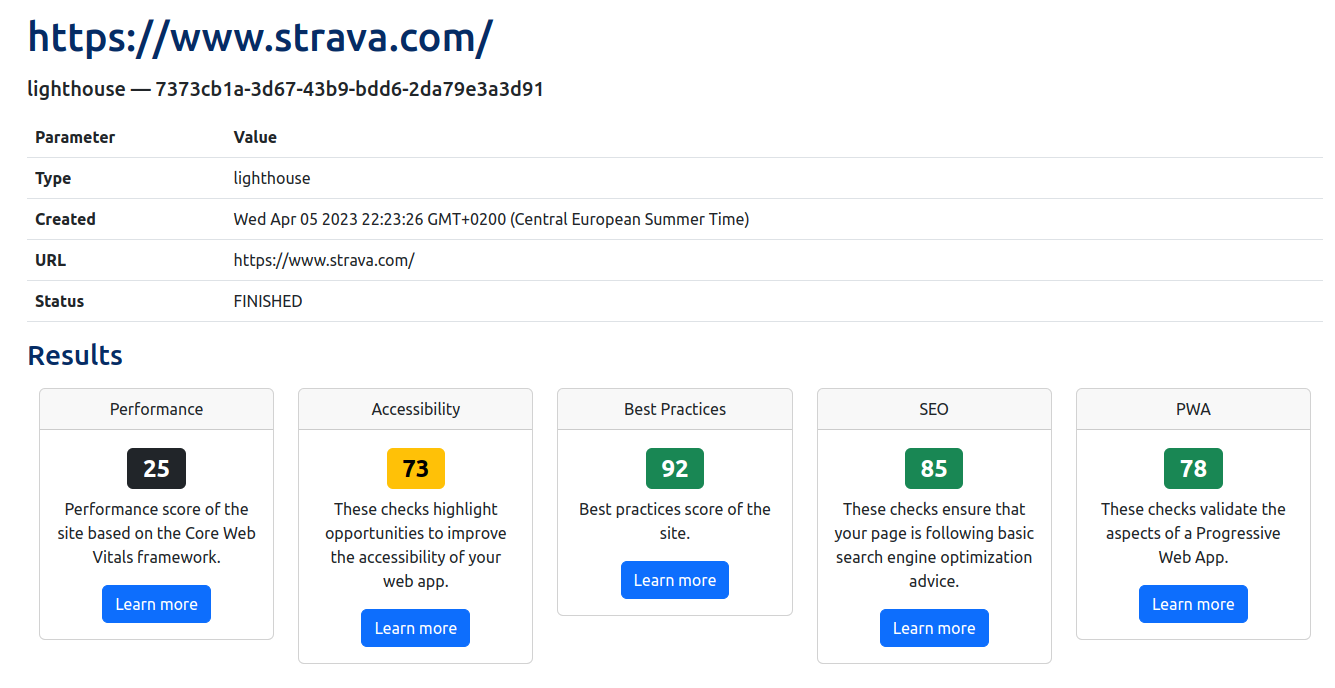 https://www.strava.com/
lighthouse — 7373cb1a-3d67-43b9-bdd6-2da79e3a3d91
Parameter Value
Type lighthouse
Created Wed Apr 05 2023 22:23:26 GMT+0200 (Central European Summer Time)
URL https://www.strava.com/
Status FINISHED
Results
Performance
25
Performance score of the
site based on the Core Web
Vitals framework.
Learn more
Accessibility
73
These checks highlight
opportunities to improve
the accessibility of your
web app.
Learn more
Best Practices
92
Best practices score of the
site.
Learn more
SEO
85
These checks ensure that
your page is following basic
search engine optimization
advice.
Learn more
PWA
78
These checks validate the
aspects of a Progressive
Web App.
Learn more